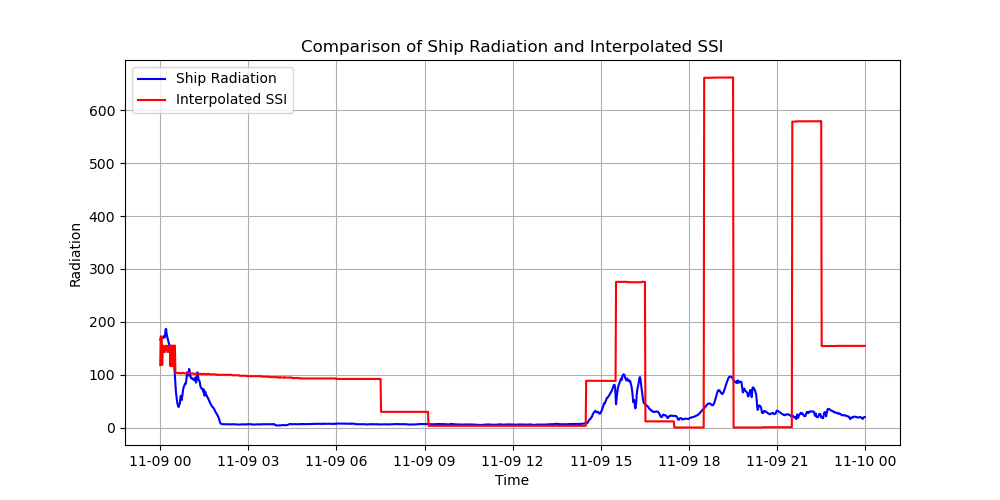 Comparison of Ship Radiation and Interpolated SSI
Ship Radiation
Interpolated SSI
600
500
400
300
200
100
0
Radiation
11-09 00 11-09 03 11-09 06 11-09 09 11-09 12 11-09 15 11-09 18 11-09 21 11-10 00
Time